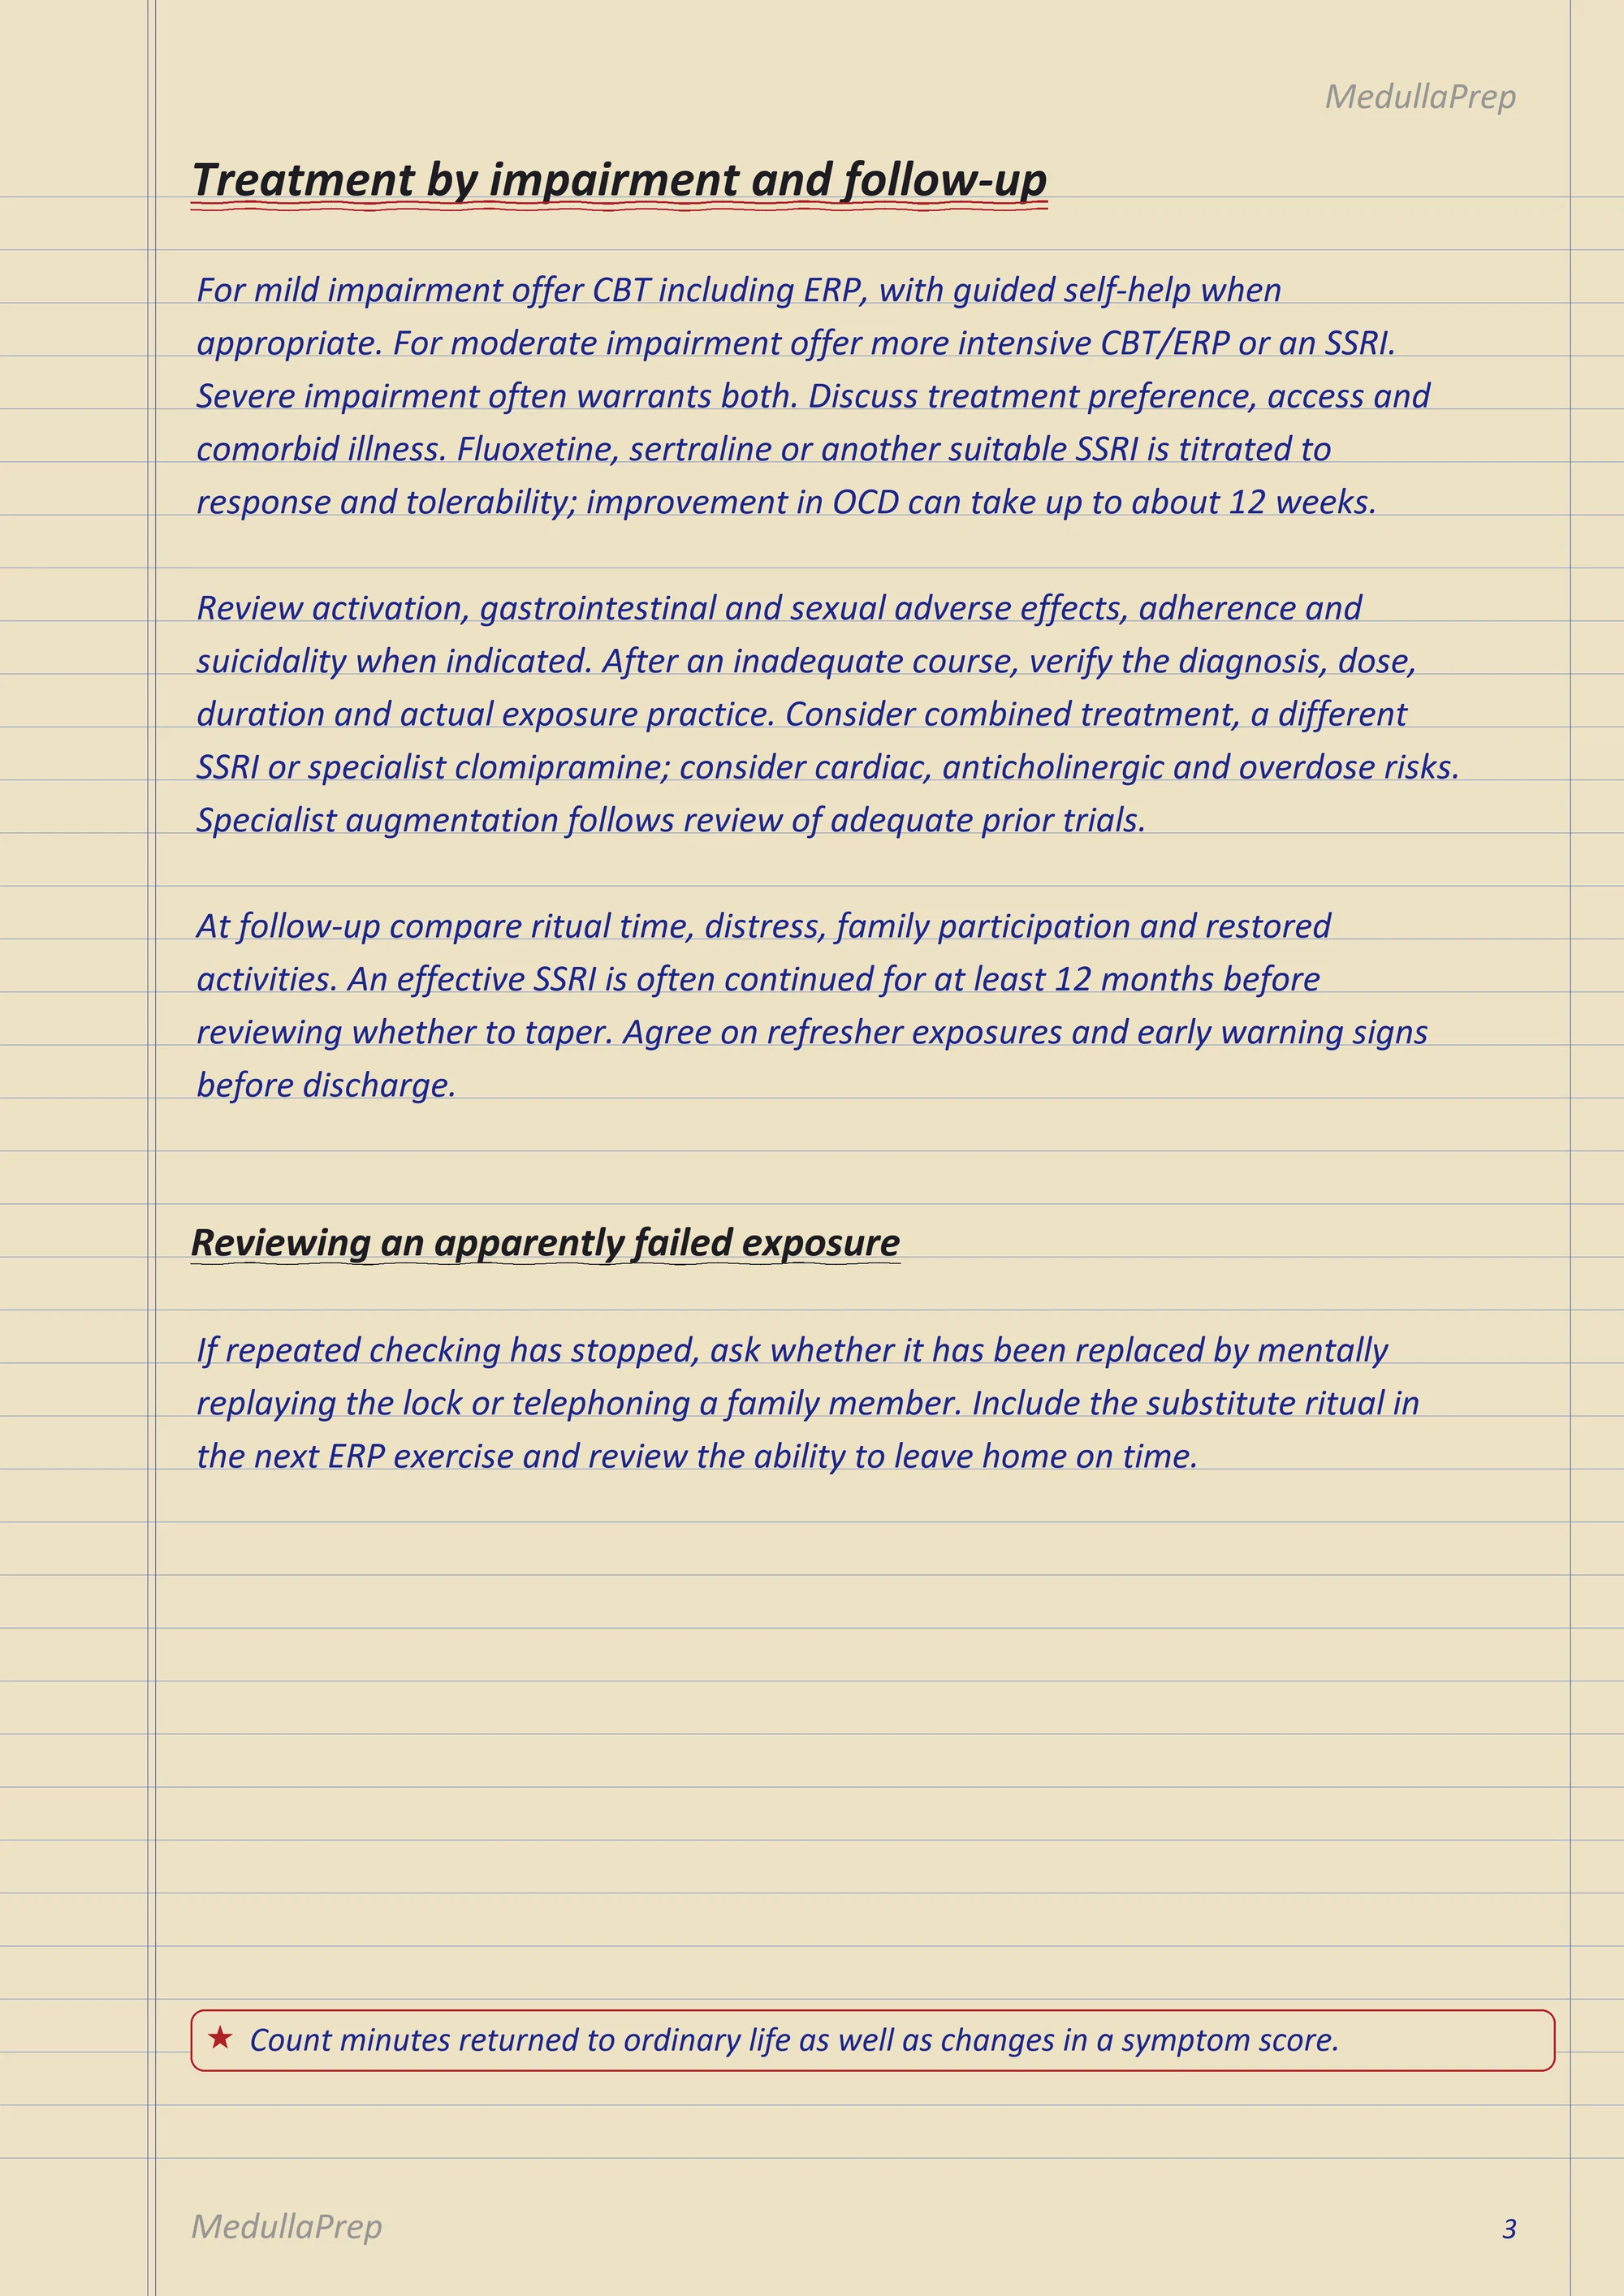 MedullaPrep
Treatment by impairment and follow-up
For mild impairment offer CBT including ERP, with guided self-help when
appropriate. For moderate impairment offer more intensive CBT/ERP or an SSRI.
Severe impairment often warrants both. Discuss treatment preference, access and
comorbid illness. Fluoxetine, sertraline or another suitable SSRI is titrated to
response and tolerability; improvement in OCD can take up to about 12 weeks.
Review activation, gastrointestinal and sexual adverse effects, adherence and
suicidality when indicated. After an inadequate course, verify the diagnosis, dose,
duration and actual exposure practice. Consider combined treatment, a different
SSRI or specialist clomipramine; consider cardiac, anticholinergic and overdose risks.
Specialist augmentation follows review of adequate prior trials.
At follow-up compare ritual time, distress, family participation and restored
activities. An effective SSRI is often continued for at least 12 months before
reviewing whether to taper. Agree on refresher exposures and early warning signs
before discharge.
Reviewing an apparently failed exposure
If repeated checking has stopped, ask whether it has been replaced by mentally
replaying the lock or telephoning a family member. Include the substitute ritual in
the next ERP exercise and review the ability to leave home on time.
★ Count minutes returned to ordinary life as well as changes in a symptom score.
MedullaPrep
3